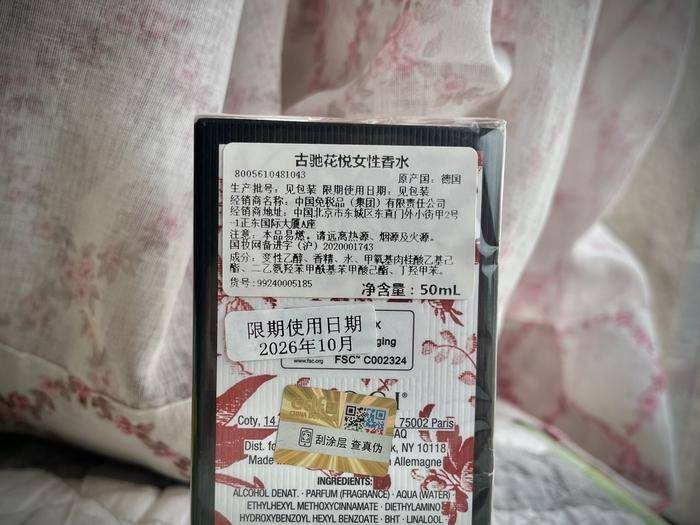 古驰花悦女性香水
8005610481043 原产国：德国
生产批号：见包装 限期使用日期：见包装
经销商名称：中国免税品（集团）有限责任公司
经销商地址：中国北京市东城区东直门外小街甲2号
-1正东国际大厦A座
注意：本品易燃。请远离热源、烟源及火源。
国妆网备进字（沪）2020001743
成分：变性乙醇、香精、水、甲氧基肉桂酸乙基己
酯、二乙氨羟苯甲酰基苯甲酸己酯、丁羟甲苯。
货号：99240005185 净含量：50mL
限期使用日期
2026年10月
aging
www.fsc.org FSC™ C002324
CHINA
刮涂层 查真伪
Coty, 14 75002 Paris
Dist. fo NY 10118
Made Allemagne
INGREDIENTS:
ALCOHOL DENAT. · PARFUM (FRAGRANCE) · AQUA (WATER)
ETHYLHEXYL METHOXYCINNAMATE · DIETHYLAMINO
HYDROXYBENZOYL HEXYL BENZOATE · BHT · LINALOOL